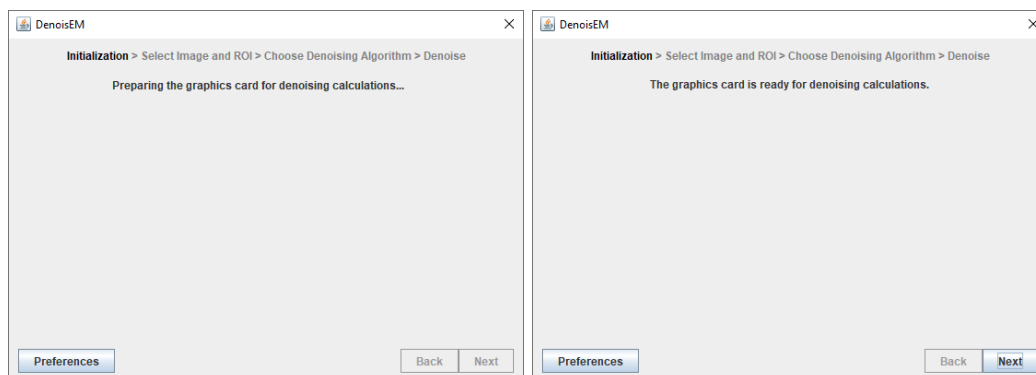 DenoisEM
Initialization > Select Image and ROI > Choose Denoising Algorithm > Denoise
Preparing the graphics card for denoising calculations...
Preferences
Back
Next
DenoisEM
Initialization > Select Image and ROI > Choose Denoising Algorithm > Denoise
The graphics card is ready for denoising calculations.
Preferences
Back
Next